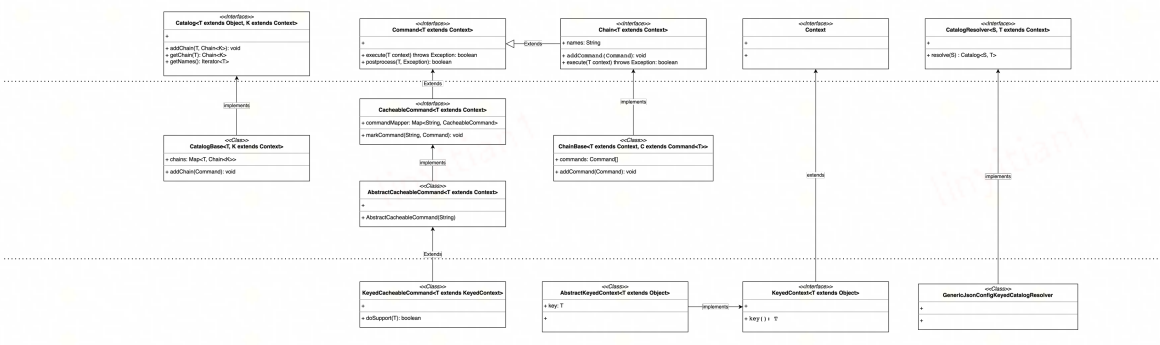 <<Interface>>
Catalog<T extends Object, K extends Context>
+
+ addChain(T, Chain<K>): void
+ getChain(T): Chain<K>
+ getNames(): Iterator<T>
<<Interface>>
Command<T extends Context>
+
+ execute(T context) throws Exception: boolean
+ postprocess(T, Exception): boolean
Extends
<<Interface>>
Chain<T extends Context>
+ names: String
+ addCommand(Command): void
+ execute(T context) throws Exception: boolean
<<Interface>>
Context
+
+
<<Interface>>
CatalogResolver<S, T extends Context>
+
+ resolve(S) : Catalog<S, T>
implements
Extends
implements
extends
implements
<<Class>>
CatalogBase<T, K extends Context>
+ chains: Map<T, Chain<K>>
+ addChain(Command): void
<<Interface>>
CacheableCommand<T extends Context>
+ commandMapper: Map<String, CacheableCommand>
+ markCommand(String, Command): void
<<Class>>
ChainBase<T extends Context, C extends Command<T>>
+ commands: Command[]
+ addCommand(Command): void
implements
<<Class>>
AbstractCacheableCommand<T extends Context>
+
+ AbstractCacheableCommand(String)
Extends
<<Class>>
KeyedCacheableCommand<T extends KeyedContext>
+
+ doSupport(T): boolean
<<Class>>
AbstractKeyedContext<T extends Object>
+ key: T
+
implements
<<Interface>>
KeyedContext<T extends Object>
+
+ key(): T
<<Class>>
GenericJsonConfigKeyedCatalogResolver
+
+